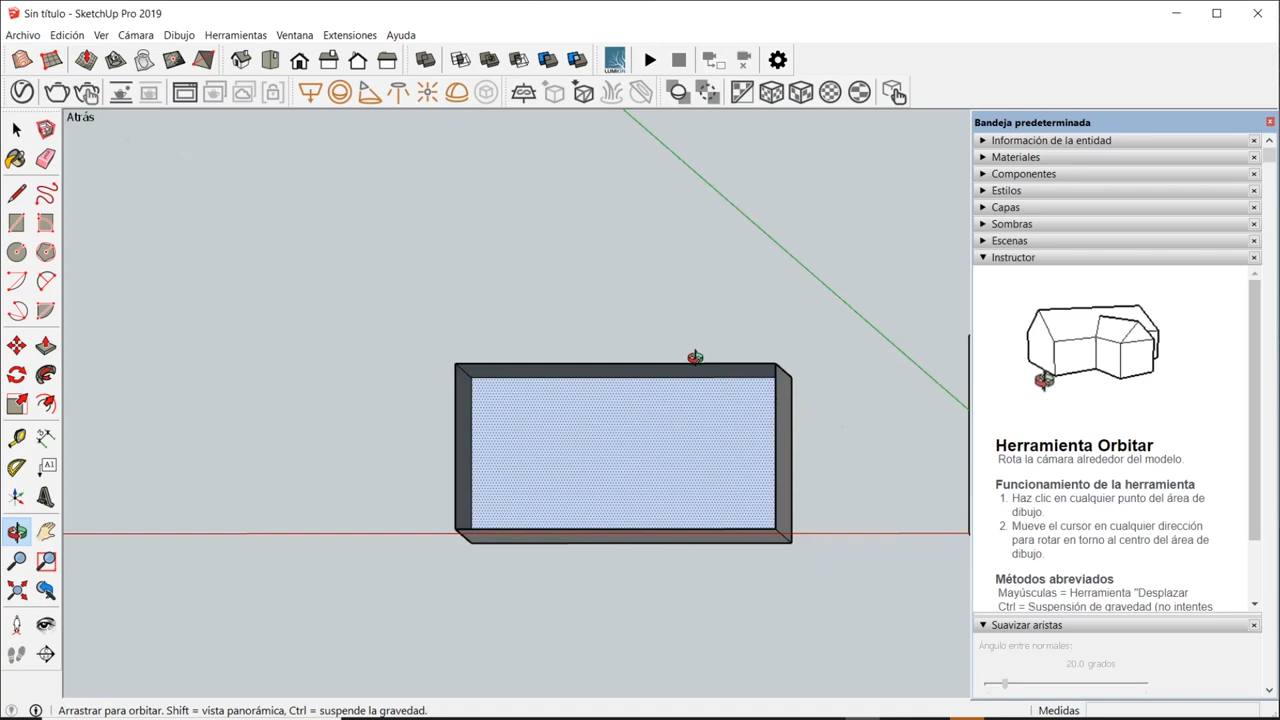 Sin título - SketchUp Pro 2019
Archivo Edición Ver Cámara Dibujo Herramientas Ventana Extensiones Ayuda
LUMION
Atrás
Bandeja predeterminada
Información de la entidad
Materiales
Componentes
Estilos
Capas
Sombras
Escenas
Instructor
Herramienta Orbitar
Rota la cámara alrededor del modelo.
Funcionamiento de la herramienta
1. Haz clic en cualquier punto del área de
dibujo.
2. Mueve el cursor en cualquier dirección
para rotar en torno al centro del área de
dibujo.
Métodos abreviados
Mayúsculas = Herramienta "Desplazar
Ctrl = Suspensión de gravedad (no intentes
Suavizar aristas
Ángulo entre normales:
20.0 grados
A1
Arrastrar para orbitar. Shift = vista panorámica, Ctrl = suspende la gravedad.
Medidas